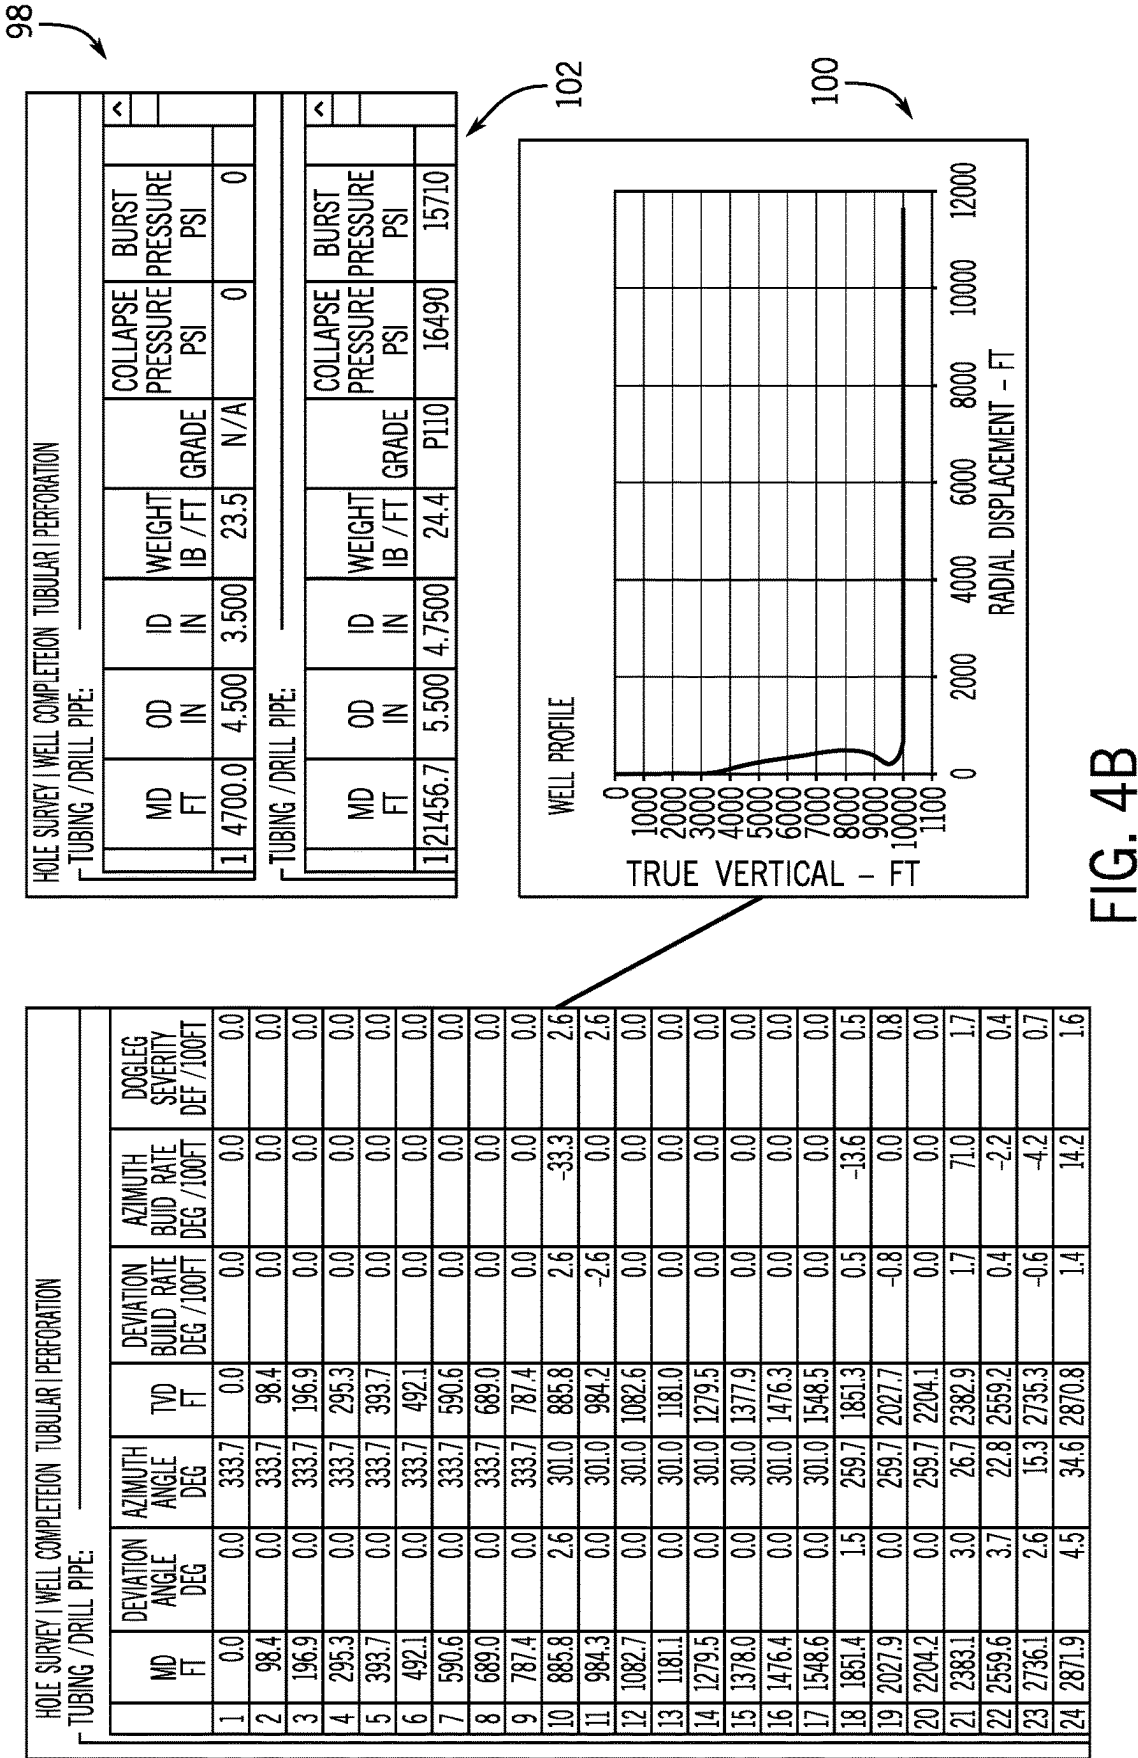 HOLE SURVEY | WELL COMPLETEION TUBULAR | PERFORATION
TUBING / DRILL PIPE:
MD FT DEVIATION ANGLE DEG AZIMUTH ANGLE DEG TVD FT DEVIATION BUILD RATE DEG /100FT AZIMUTH BUID RATE DEG /100FT DOGLEG SEVERITY DEF /100FT
1 0.0 0.0 333.7 0.0 0.0 0.0 0.0
2 98.4 0.0 333.7 98.4 0.0 0.0 0.0
3 196.9 0.0 333.7 196.9 0.0 0.0 0.0
4 295.3 0.0 333.7 295.3 0.0 0.0 0.0
5 393.7 0.0 333.7 393.7 0.0 0.0 0.0
6 492.1 0.0 333.7 492.1 0.0 0.0 0.0
7 590.6 0.0 333.7 590.6 0.0 0.0 0.0
8 689.0 0.0 333.7 689.0 0.0 0.0 0.0
9 787.4 0.0 333.7 787.4 0.0 0.0 0.0
10 885.8 2.6 301.0 885.8 2.6 -33.3 2.6
11 984.3 0.0 301.0 984.2 -2.6 0.0 2.6
12 1082.7 0.0 301.0 1082.6 0.0 0.0 0.0
13 1181.1 0.0 301.0 1181.0 0.0 0.0 0.0
14 1279.5 0.0 301.0 1279.5 0.0 0.0 0.0
15 1378.0 0.0 301.0 1377.9 0.0 0.0 0.0
16 1476.4 0.0 301.0 1476.3 0.0 0.0 0.0
17 1548.6 0.0 301.0 1548.5 0.0 0.0 0.0
18 1851.4 1.5 259.7 1851.3 0.5 -13.6 0.5
19 2027.9 0.0 259.7 2027.7 -0.8 0.0 0.8
20 2204.2 0.0 259.7 2204.1 0.0 0.0 0.0
21 2383.1 3.0 26.7 2382.9 1.7 71.0 1.7
22 2559.6 3.7 22.8 2559.2 0.4 -2.2 0.4
23 2736.1 2.6 15.3 2735.3 -0.6 -4.2 0.7
24 2871.9 4.5 34.6 2870.8 1.4 14.2 1.6
98
HOLE SURVEY | WELL COMPLETEION TUBULAR | PERFORATION
TUBING / DRILL PIPE:
MD FT OD IN ID IN WEIGHT IB / FT GRADE COLLAPSE PRESSURE PSI BURST PRESSURE PSI
1 4700.0 4.500 3.500 23.5 N/A 0 0
TUBING / DRILL PIPE:
MD FT OD IN ID IN WEIGHT IB / FT GRADE COLLAPSE PRESSURE PSI BURST PRESSURE PSI
1 21456.7 5.500 4.7500 24.4 P110 16490 15710
102
100
WELL PROFILE
TRUE VERTICAL - FT
0
1000
2000
3000
4000
5000
6000
7000
8000
9000
10000
1100
0 2000 4000 6000 8000 10000 12000
RADIAL DISPLACEMENT - FT
FIG. 4B